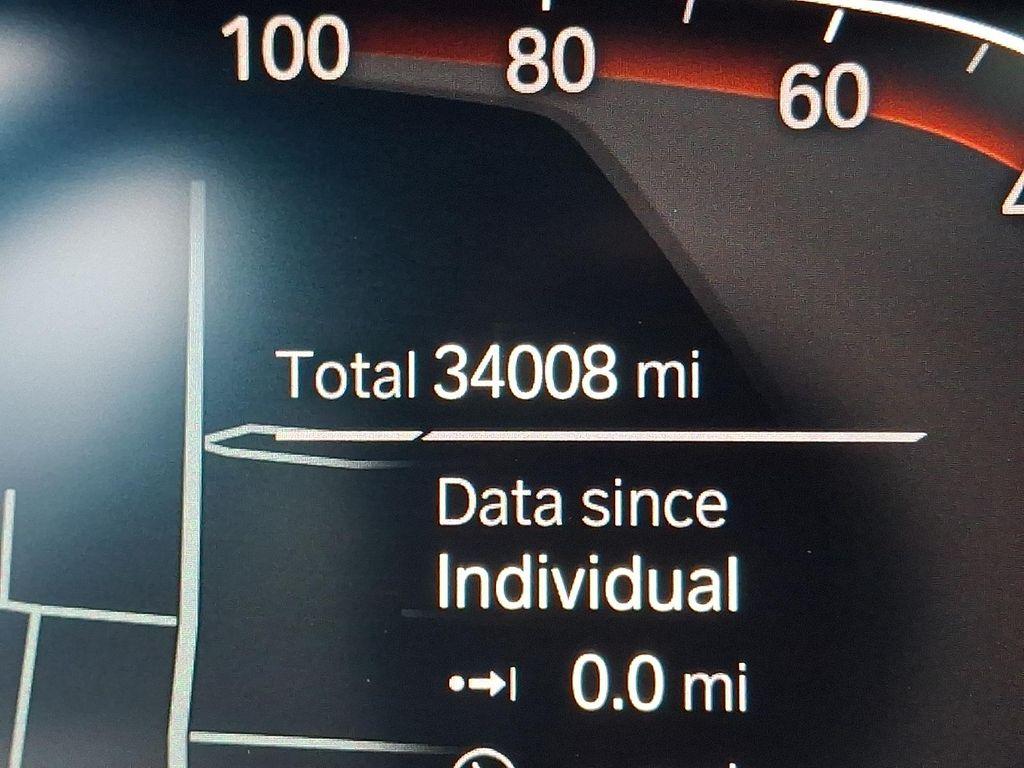 100 80 60
Total 34008 mi
Data since
Individual
0.0 mi